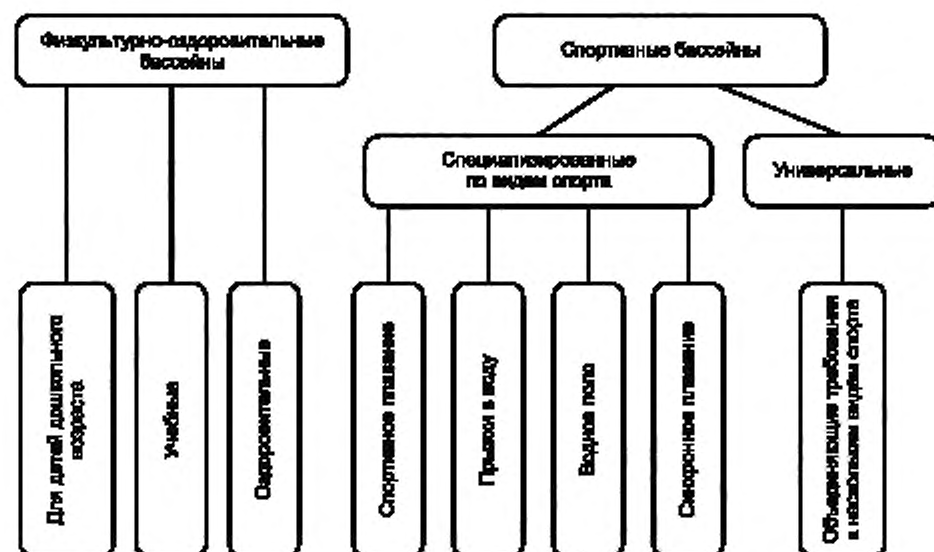 Физкультурно-оздоровительные
бассейны
Спортивные бассейны
Специализированные
по видам спорта
Универсальные
Для детей дошкольного
возраста
Учебные
Оздоровительные
Спортивное плавание
Прыжки в воду
Водное поло
Синхронное плавание
Объединяющие требования
к нескольким видам спорта